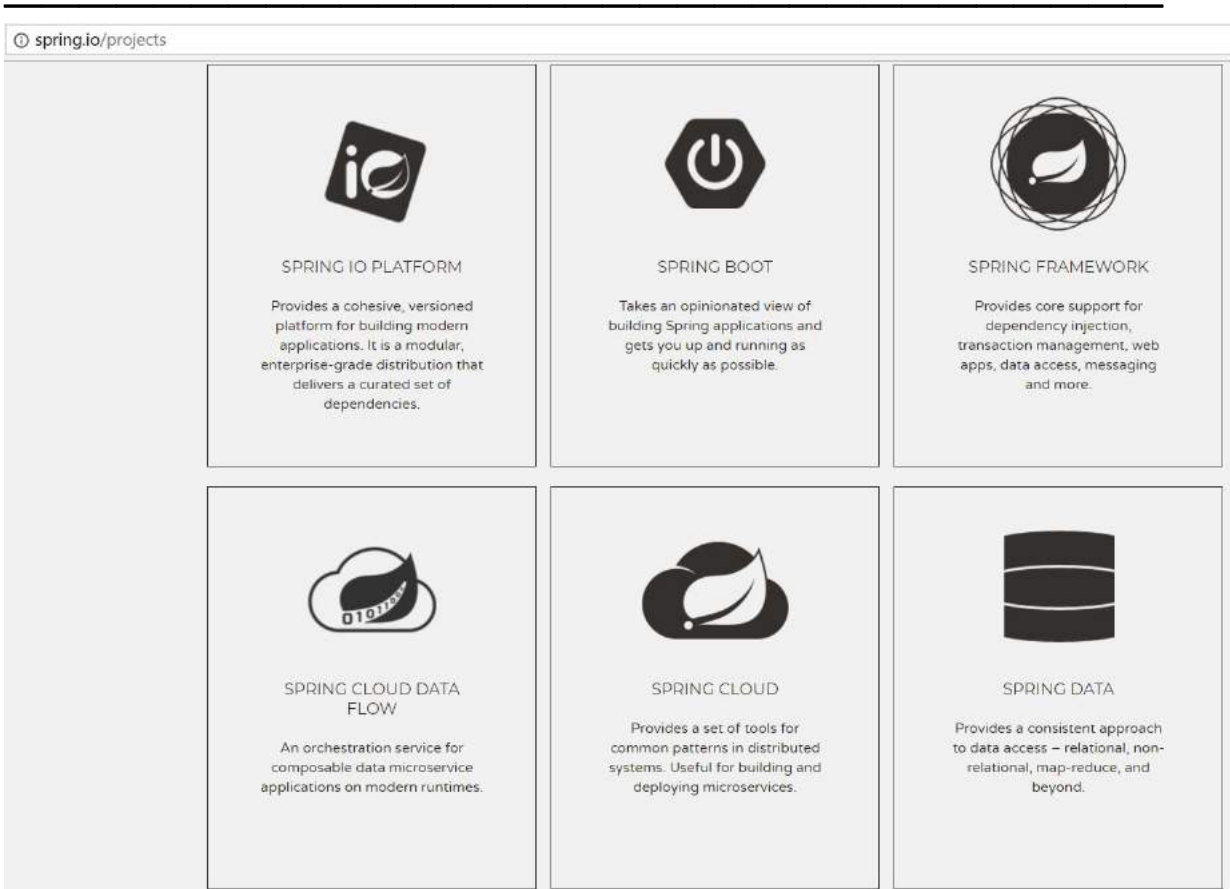 spring.io/projects
io
SPRING IO PLATFORM
Provides a cohesive, versioned
platform for building modern
applications. It is a modular,
enterprise-grade distribution that
delivers a curated set of
dependencies.
SPRING BOOT
Takes an opinionated view of
building Spring applications and
gets you up and running as
quickly as possible.
SPRING FRAMEWORK
Provides core support for
dependency injection,
transaction management, web
apps, data access, messaging
and more.
SPRING CLOUD DATA
FLOW
An orchestration service for
composable data microservice
applications on modern runtimes.
SPRING CLOUD
Provides a set of tools for
common patterns in distributed
systems. Useful for building and
deploying microservices.
SPRING DATA
Provides a consistent approach
to data access – relational, non-
relational, map-reduce, and
beyond.